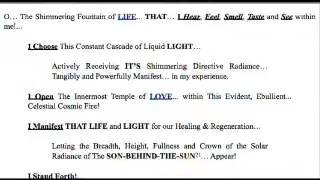 O… The Shimmering Fountain of LIFE… THAT… I Hear, Feel, Smell, Taste and See within
me!...
I Choose This Constant Cascade of Liquid LIGHT…
Actively Receiving IT'S Shimmering Directive Radiance…
Tangibly and Powerfully Manifest… in my experience.
I Open The Innermost Temple of LOVE… within This Evident, Ebullient...
Celestial Cosmic Fire!
I Manifest THAT LIFE and LIGHT for our Healing & Regeneration…
Letting the Breadth, Height, Fullness and Crown of the Solar
Radiance of The SON-BEHIND-THE-SUN… Appear!
I Stand Forth!